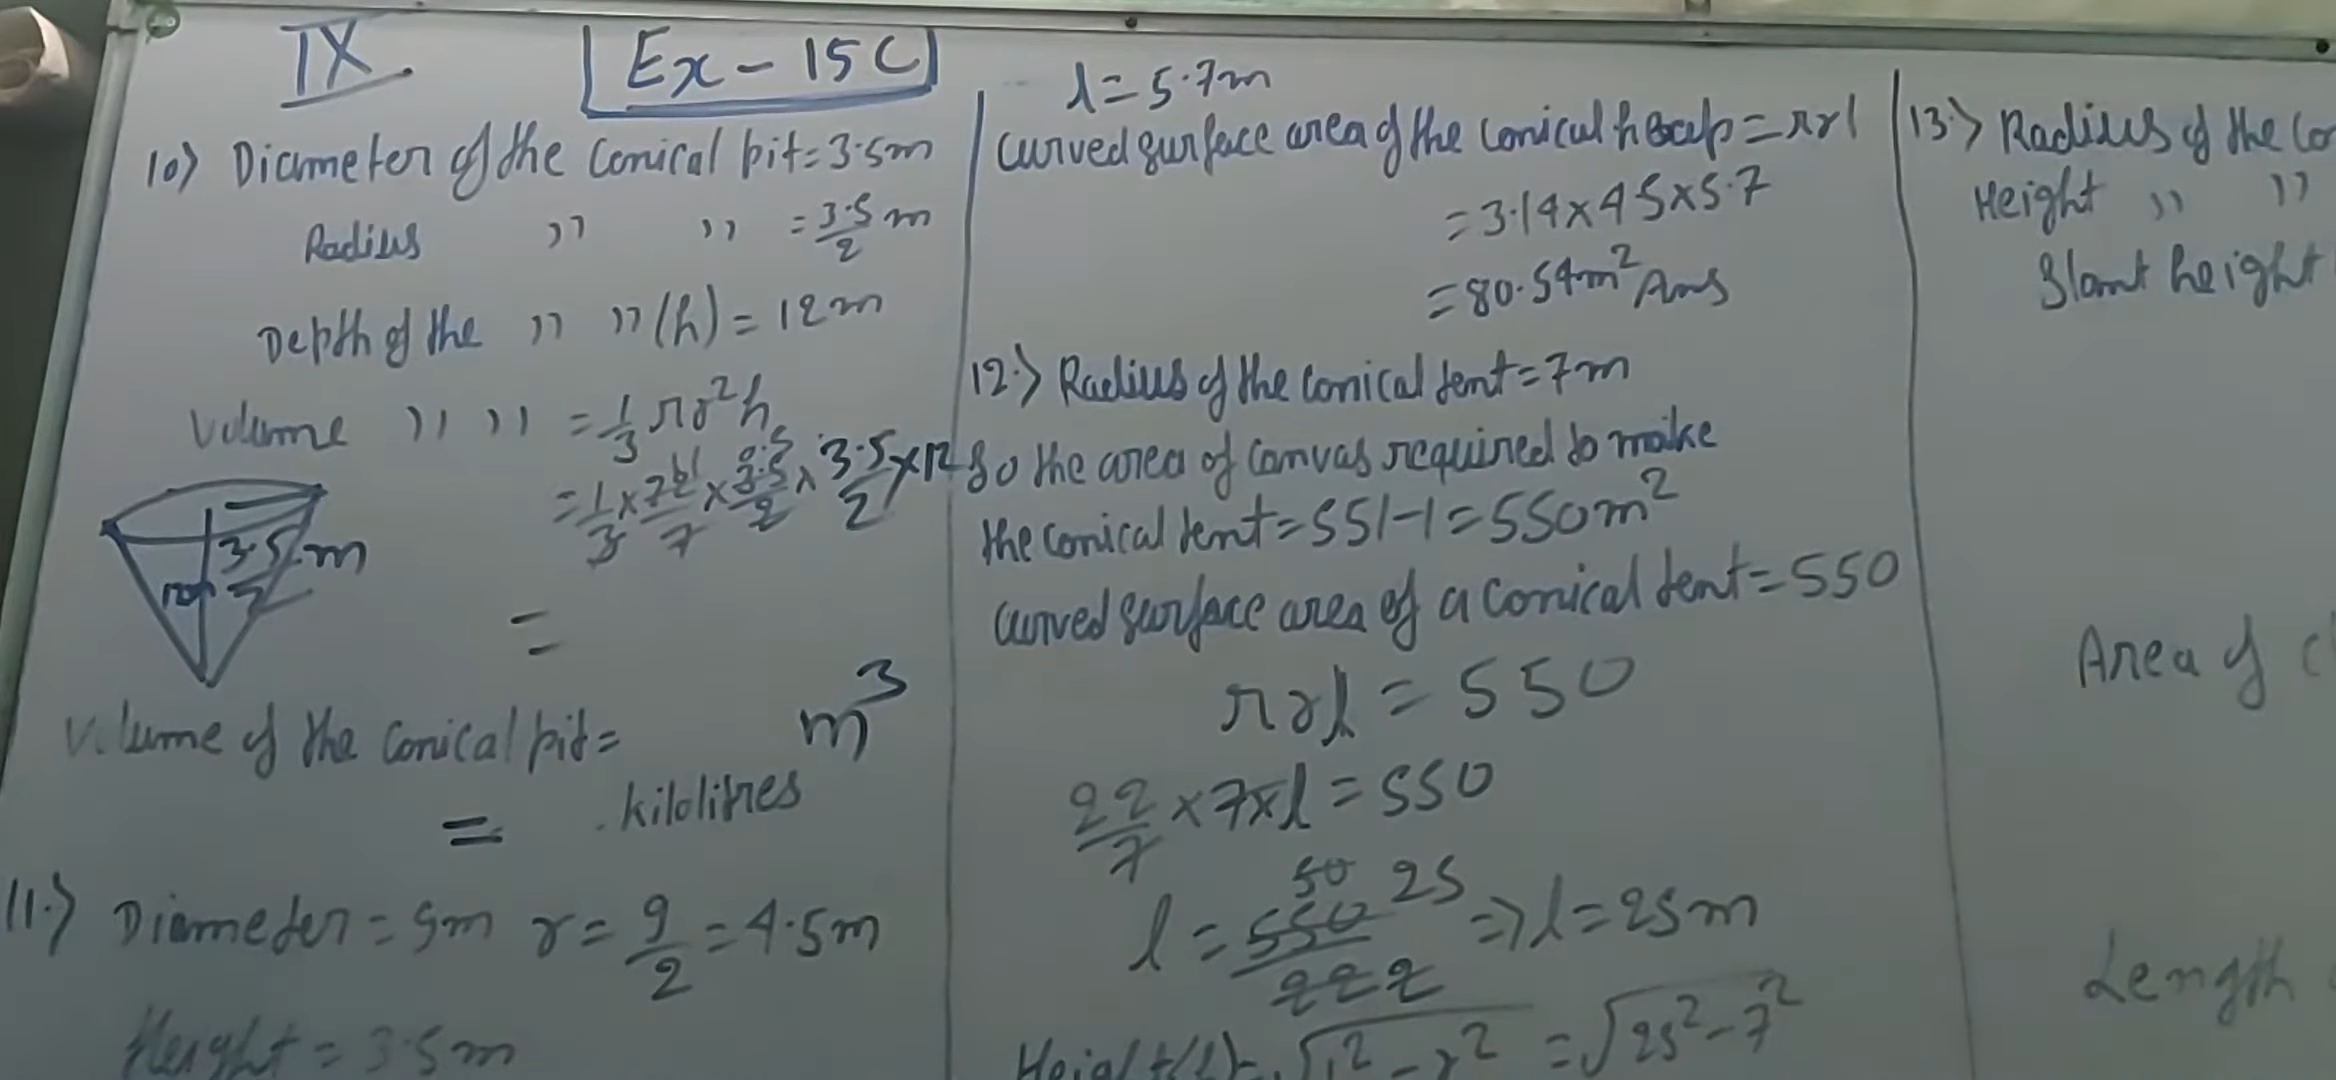 IX.
Ex - 15C
10) Diameter of the Conical pit = 3.5m
Radius " " = 3.5/2 m
Depth of the " " (h) = 12m
Volume " " = 1/3 πr²h
= 1/3 × 22/7 × 3.5/2 × 3.5/2 × 12
3.5/2 m
=
Volume of the Conical pit = m³
= . kilolitres
11.) Diameter = 9m r = 9/2 = 4.5m
Height = 3.5m
l = 5.7m
Curved surface area of the conical heap = πrl
= 3.14 × 4.5 × 5.7
= 80.54m² Ans
12.) Radius of the conical tent = 7m
So the area of canvas required to make
the conical tent = 551-1 = 550m²
curved surface area of a conical tent = 550
πrl = 550
22/7 × 7 × l = 550
l = 550/22 50 25 2 => l = 25m
Height (h) = √l² - r² = √25² - 7²
13.) Radius of the Co
Height " "
Slant height
Area of c
Length